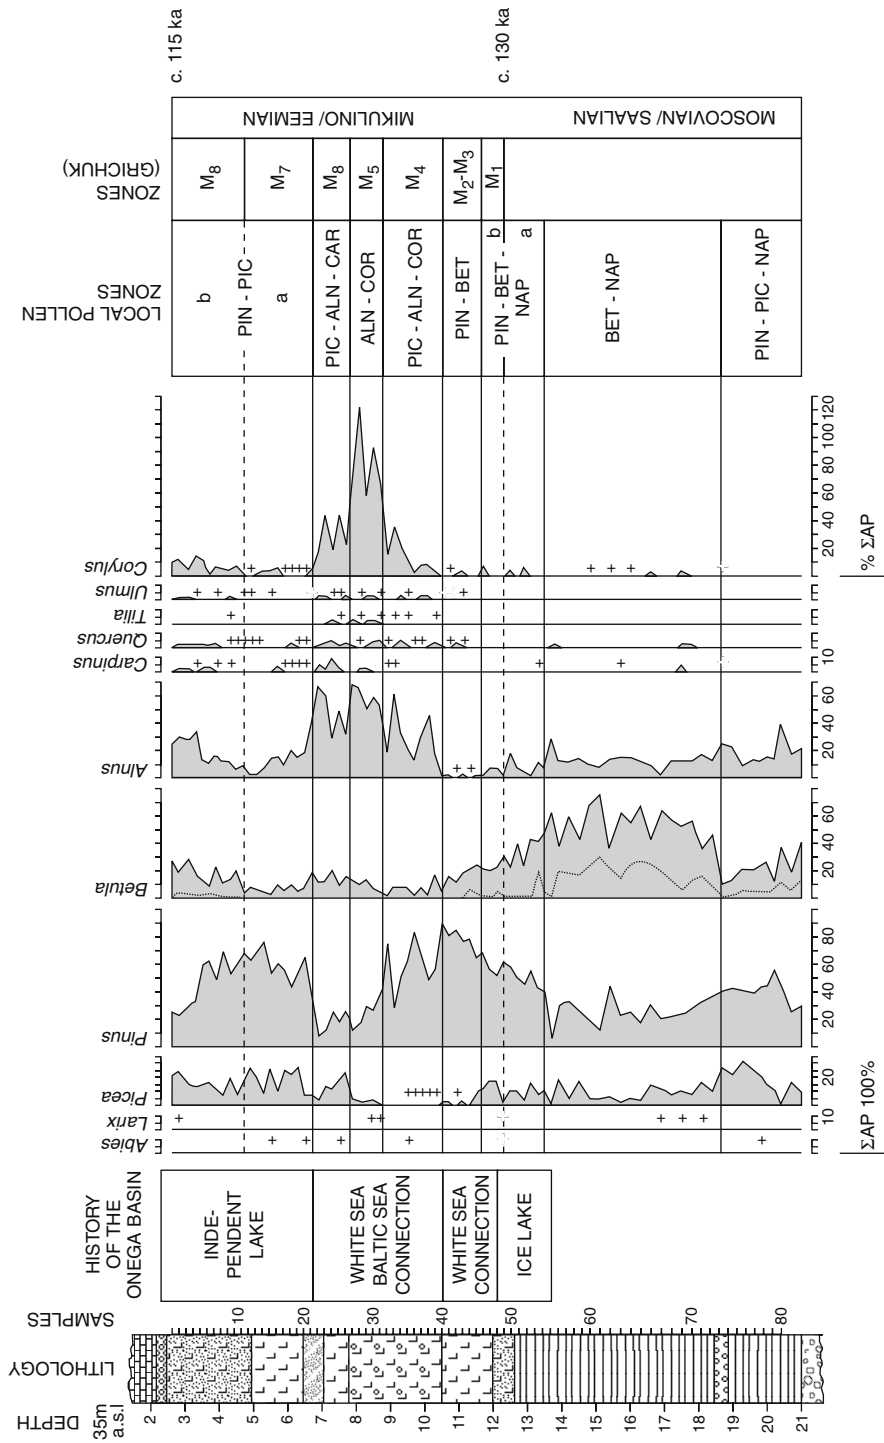 DEPTH
35m
a.s.l
2
3
4
5
6
7
8
9
10
11
12
13
14
15
16
17
18
19
20
21
LITHOLOGY
SAMPLES
10
20
30
40
50
60
70
80
HISTORY
OF THE
ONEGA BASIN
INDE-
PENDENT
LAKE
WHITE SEA
BALTIC SEA
CONNECTION
WHITE SEA
CONNECTION
ICE LAKE
Abies
Larix
10
Picea
20
Pinus
20
40
60
80
Betula
20
40
60
Alnus
20
40
60
Carpinus
10
Quercus
Tilia
Ulmus
Corylus
20
40
60
80
100
120
ΣAP 100%
% ΣAP
LOCAL POLLEN
ZONES
b
PIN - PIC
a
PIC - ALN - CAR
ALN - COR
PIC - ALN - COR
PIN - BET
b
PIN - BET -
NAP
a
BET - NAP
PIN - PIC - NAP
ZONES
(GRICHUK)
M8
M7
M8
M5
M4
M2-M3
M1
MIKULINO/ EEMIAN
MOSCOVIAN/ SAALIAN
c. 115 ka
c. 130 ka